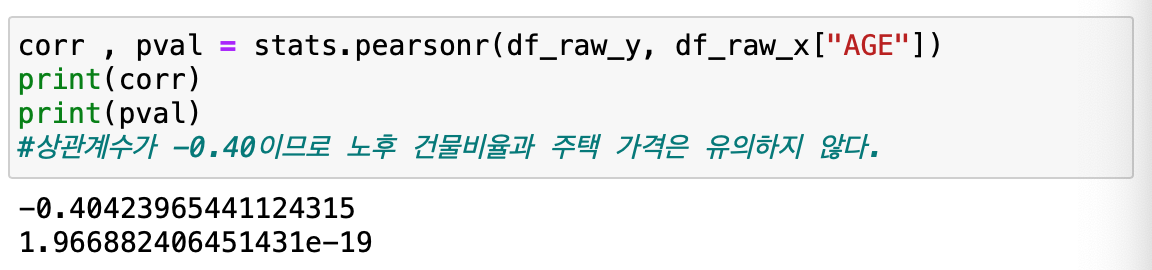 corr , pval = stats.pearsonr(df_raw_y, df_raw_x["AGE"])
print(corr)
print(pval)
#상관계수가 -0.40이므로 노후 건물비율과 주택 가격은 유의하지 않다.
-0.40423965441124315
1.966882406451431e-19